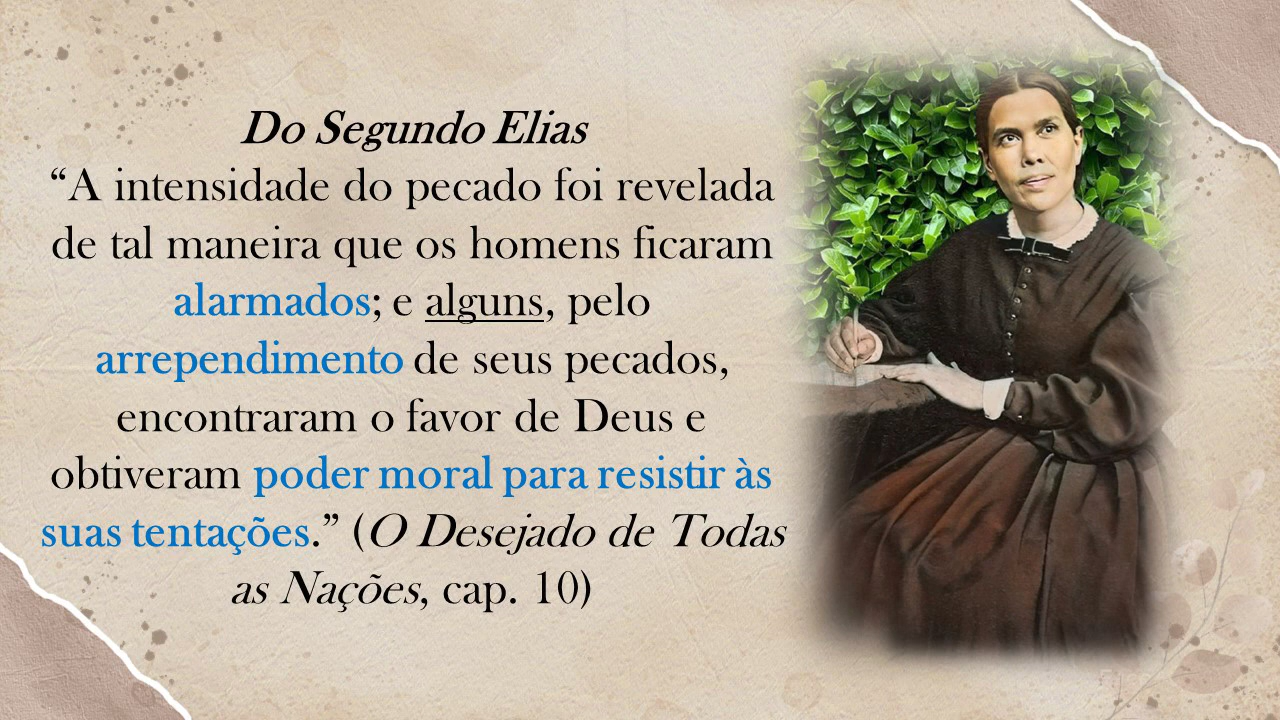 Do Segundo Elias
“A intensidade do pecado foi revelada
de tal maneira que os homens ficaram
alarmados; e alguns, pelo
arrependimento de seus pecados,
encontraram o favor de Deus e
obtiveram poder moral para resistir às
suas tentações.” (O Desejado de Todas
as Nações, cap. 10)